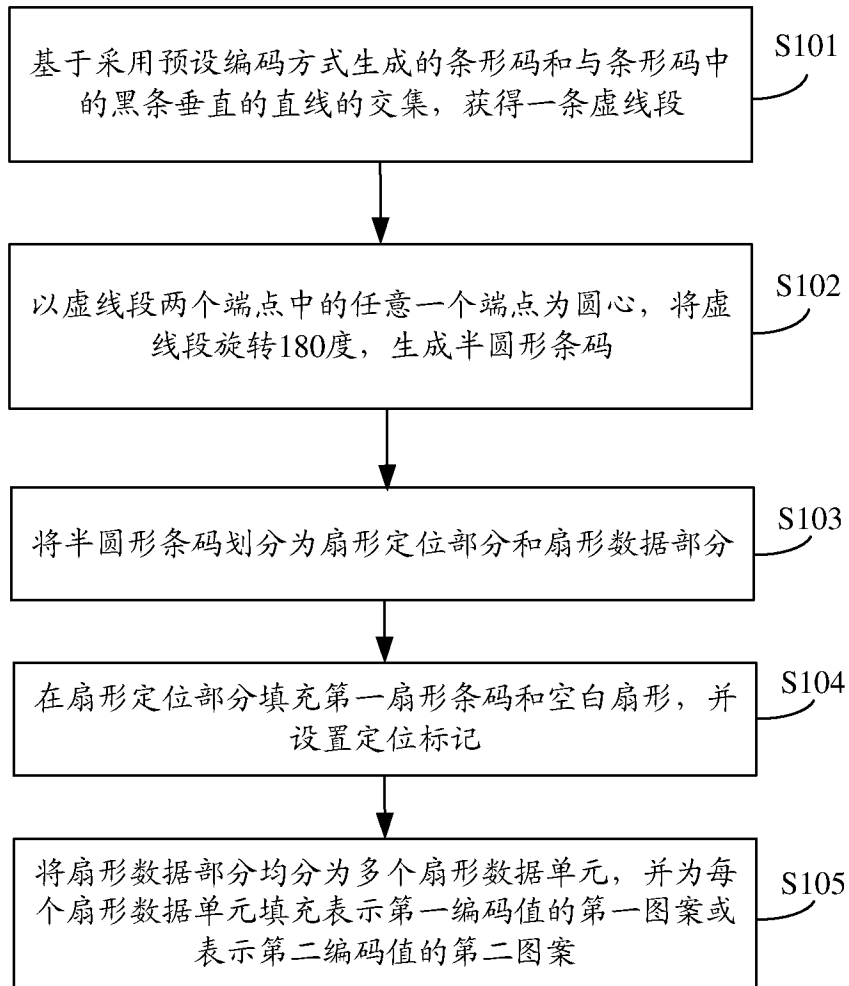 基于采用预设编码方式生成的条形码和与条形码中
的黑条垂直的直线的交集，获得一条虚线段
S101
以虚线段两个端点中的任意一个端点为圆心，将虚
线段旋转180度，生成半圆形条码
S102
将半圆形条码划分为扇形定位部分和扇形数据部分
S103
在扇形定位部分填充第一扇形条码和空白扇形，并
设置定位标记
S104
将扇形数据部分均分为多个扇形数据单元，并为每
个扇形数据单元填充表示第一编码值的第一图案或
表示第二编码值的第二图案
S105